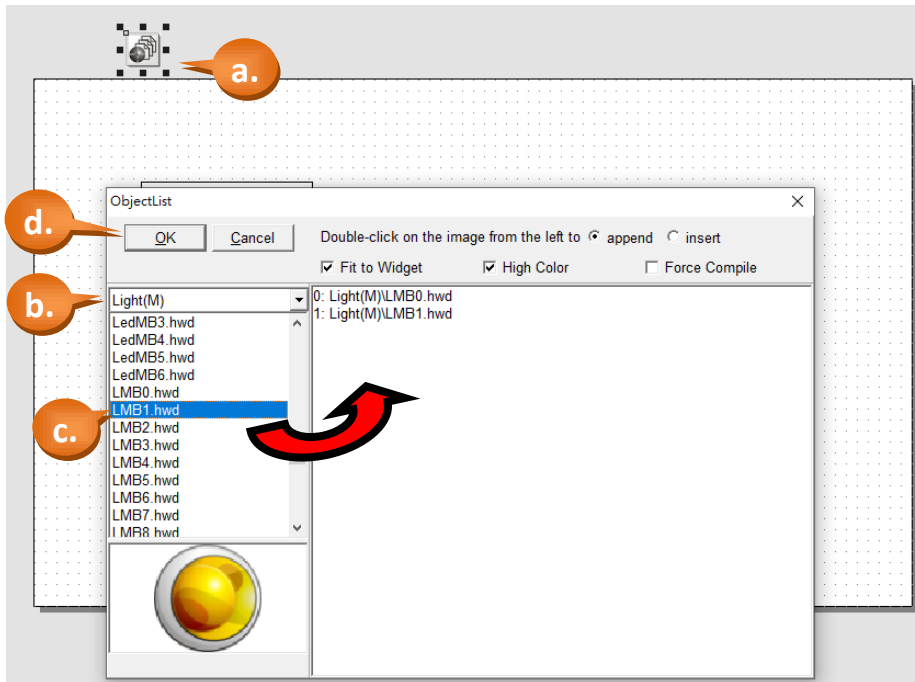 a.
ObjectList
d.
OK Cancel Double-click on the image from the left to append insert
Fit to Widget High Color Force Compile
b.
Light(M)
0: Light(M)\LMB0.hwd
1: Light(M)\LMB1.hwd
LedMB3.hwd
LedMB4.hwd
LedMB5.hwd
LedMB6.hwd
LMB0.hwd
LMB1.hwd
c.
LMB2.hwd
LMB3.hwd
LMB4.hwd
LMB5.hwd
LMB6.hwd
LMB7.hwd
LMB8.hwd